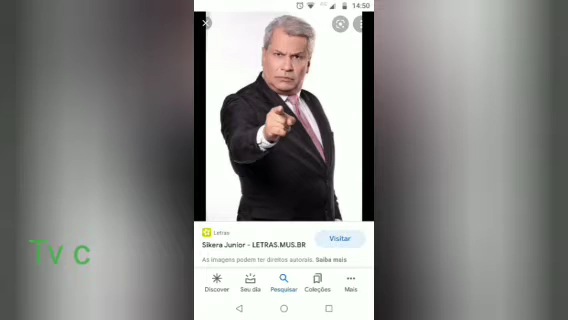 14:50
Letras
Sikera Junior - LETRAS.MUS.BR
Visitar
As imagens podem ter direitos autorais. Saiba mais
Tv c
Discover
Seu dia
Pesquisar
Coleções
Mais